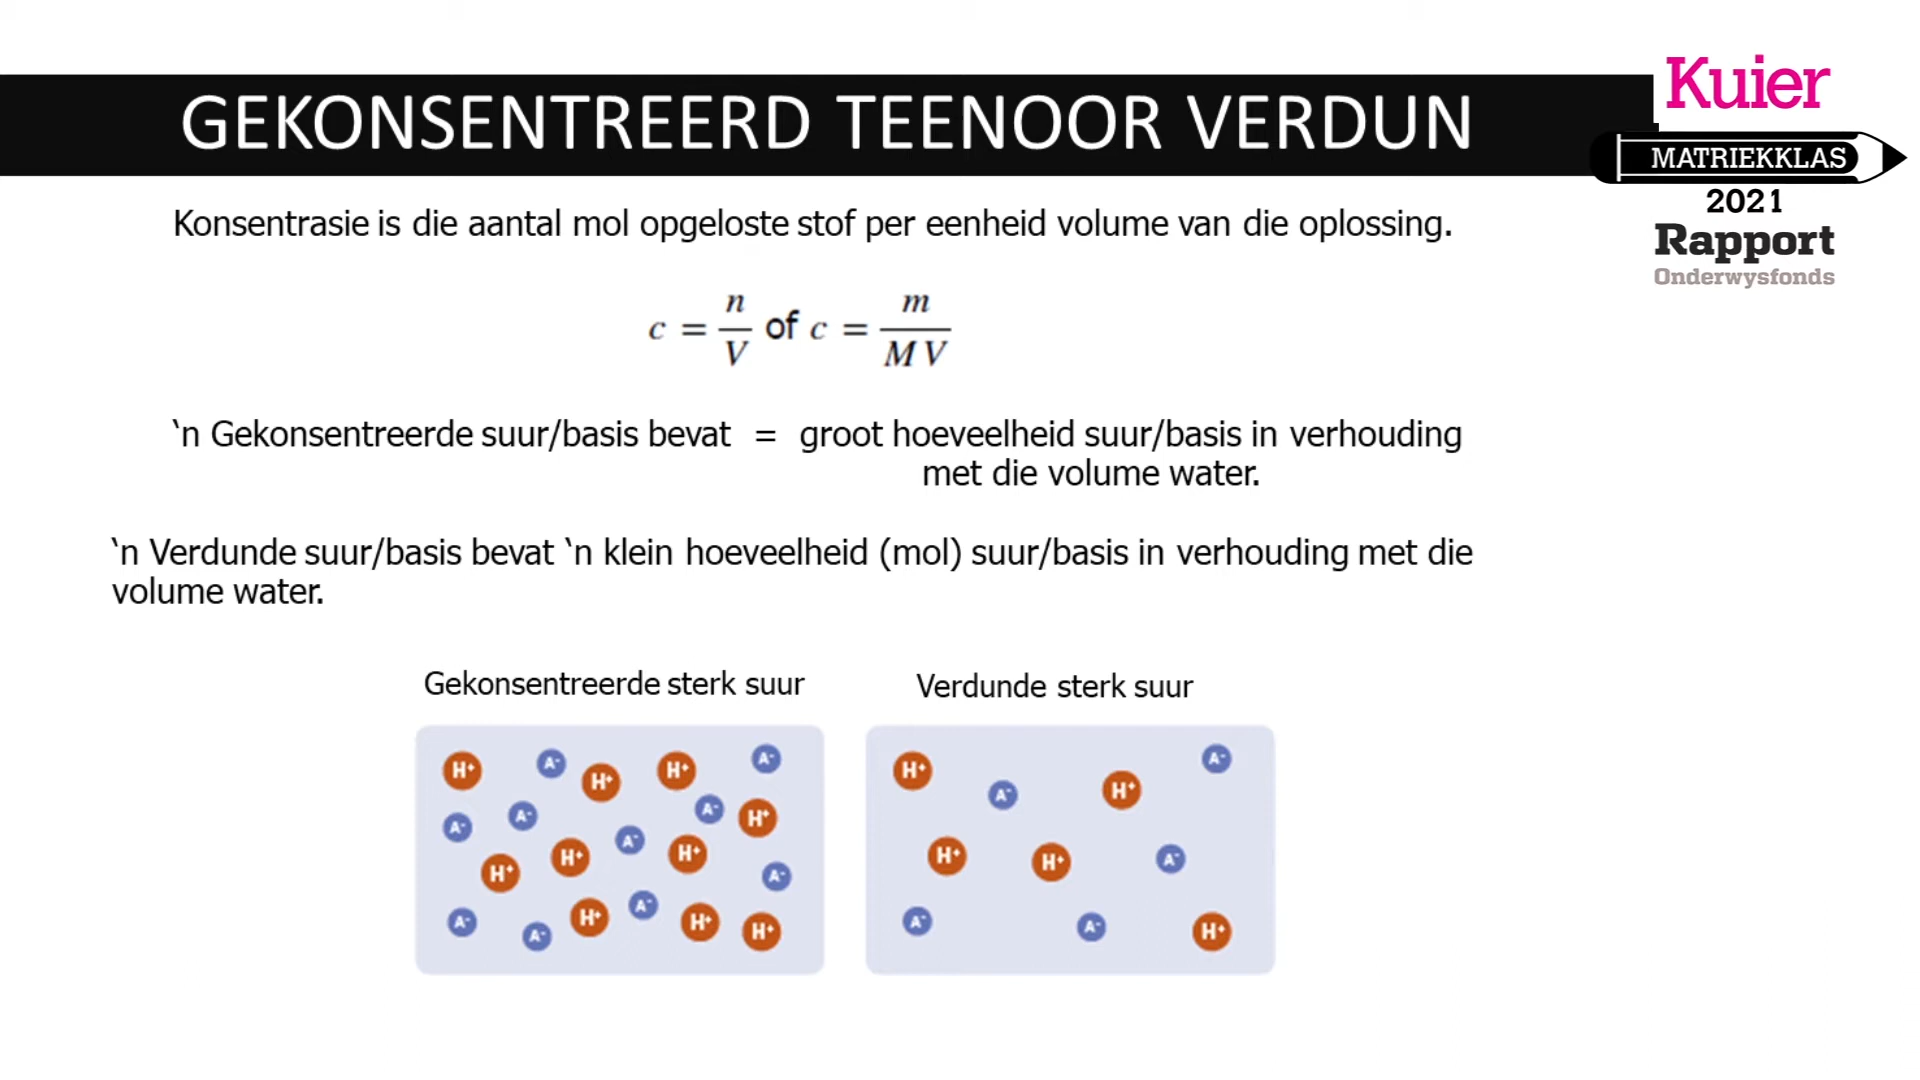 GEKONSENTREERD TEENOOR VERDUN
Kuier
MATRIEKKLAS
2021
Rapport
Onderwysfonds
Konsentrasie is die aantal mol opgeloste stof per eenheid volume van die oplossing.
c = n/V of c = m/MV
‘n Gekonsentreerde suur/basis bevat = groot hoeveelheid suur/basis in verhouding
met die volume water.
‘n Verdunde suur/basis bevat ‘n klein hoeveelheid (mol) suur/basis in verhouding met die
volume water.
Gekonsentreerde sterk suur
H⁺ A⁻ H⁺ H⁺ A⁻
A⁻ A⁻ A⁻ A⁻ H⁺
H⁺ H⁺ H⁺ A⁻
A⁻ A⁻ H⁺ A⁻ H⁺ H⁺
Verdunde sterk suur
H⁺ A⁻ H⁺ A⁻
H⁺ H⁺ A⁻
A⁻ A⁻ H⁺